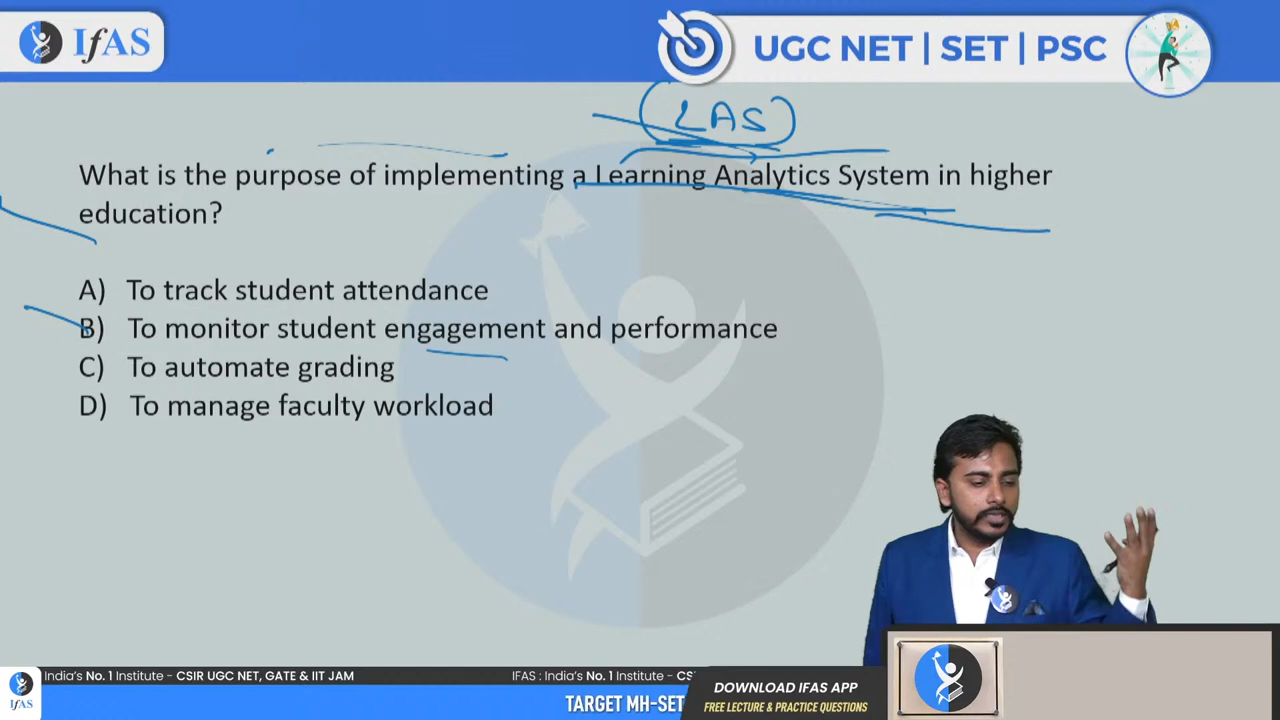 IfAS
UGC NET | SET | PSC
(LAS)
What is the purpose of implementing a Learning Analytics System in higher
education?
A) To track student attendance
B) To monitor student engagement and performance
C) To automate grading
D) To manage faculty workload
India's No. 1 Institute - CSIR UGC NET, GATE & IIT JAM
IFAS : India's No. 1 Institute - CS
IfAS
TARGET MH-SET
DOWNLOAD IFAS APP
FREE LECTURE & PRACTICE QUESTIONS